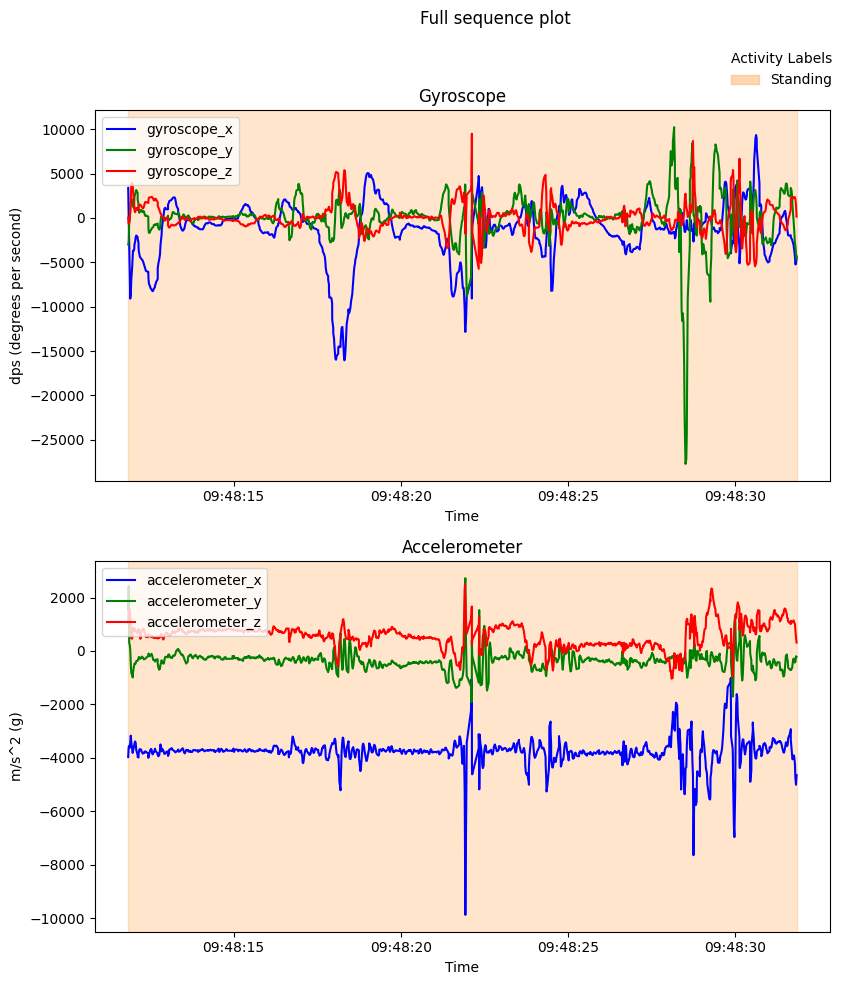 Full sequence plot
Activity Labels
Standing
Gyroscope
gyroscope_x
gyroscope_y
gyroscope_z
10000
5000
0
−5000
−10000
−15000
−20000
−25000
dps (degrees per second)
09:48:15 09:48:20 09:48:25 09:48:30
Time
Accelerometer
accelerometer_x
accelerometer_y
accelerometer_z
2000
0
−2000
−4000
−6000
−8000
−10000
m/s^2 (g)
09:48:15 09:48:20 09:48:25 09:48:30
Time